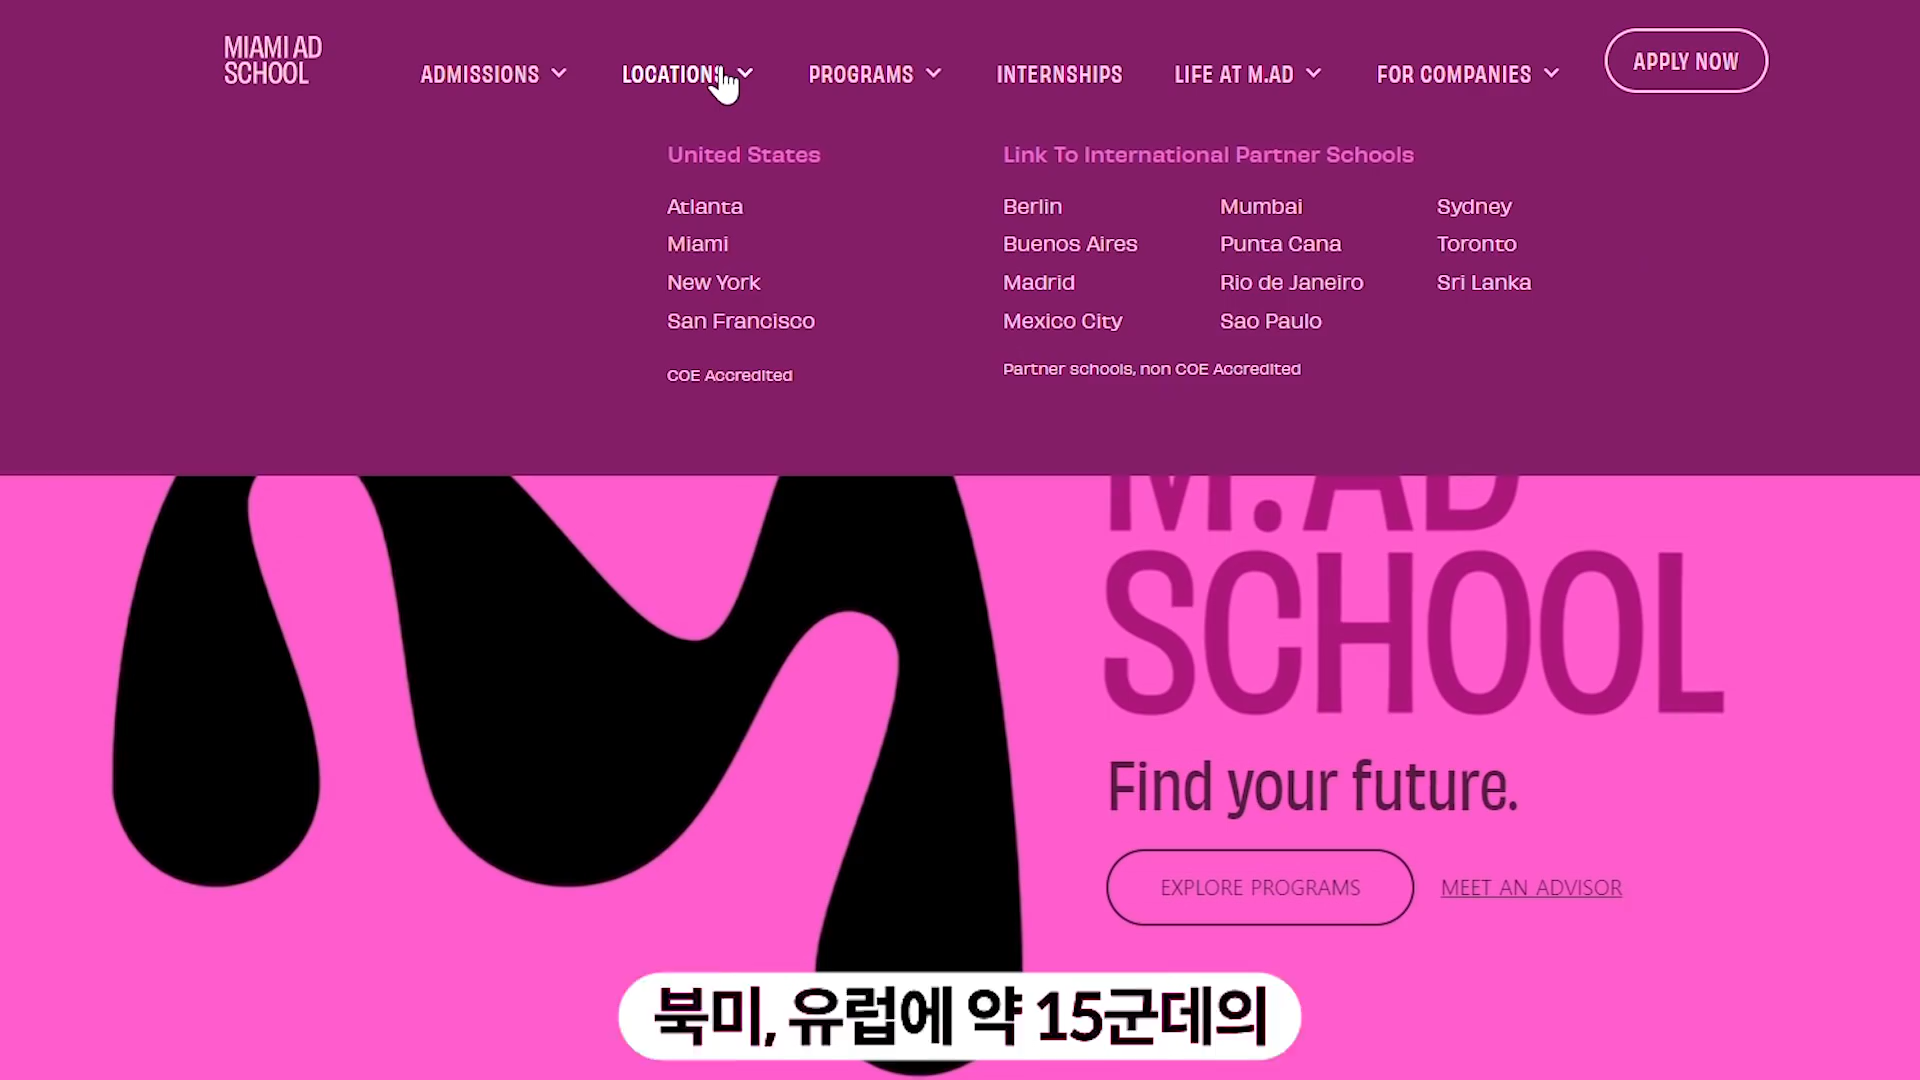 MIAMI AD
SCHOOL
ADMISSIONS
LOCATIONS
PROGRAMS
INTERNSHIPS
LIFE AT M.AD
FOR COMPANIES
APPLY NOW
United States
Atlanta
Miami
New York
San Francisco
COE Accredited
Link To International Partner Schools
Berlin
Buenos Aires
Madrid
Mexico City
Mumbai
Punta Cana
Rio de Janeiro
Sao Paulo
Sydney
Toronto
Sri Lanka
Partner schools, non COE Accredited
M.AD
SCHOOL
Find your future.
EXPLORE PROGRAMS
MEET AN ADVISOR
북미, 유럽에 약 15군데의